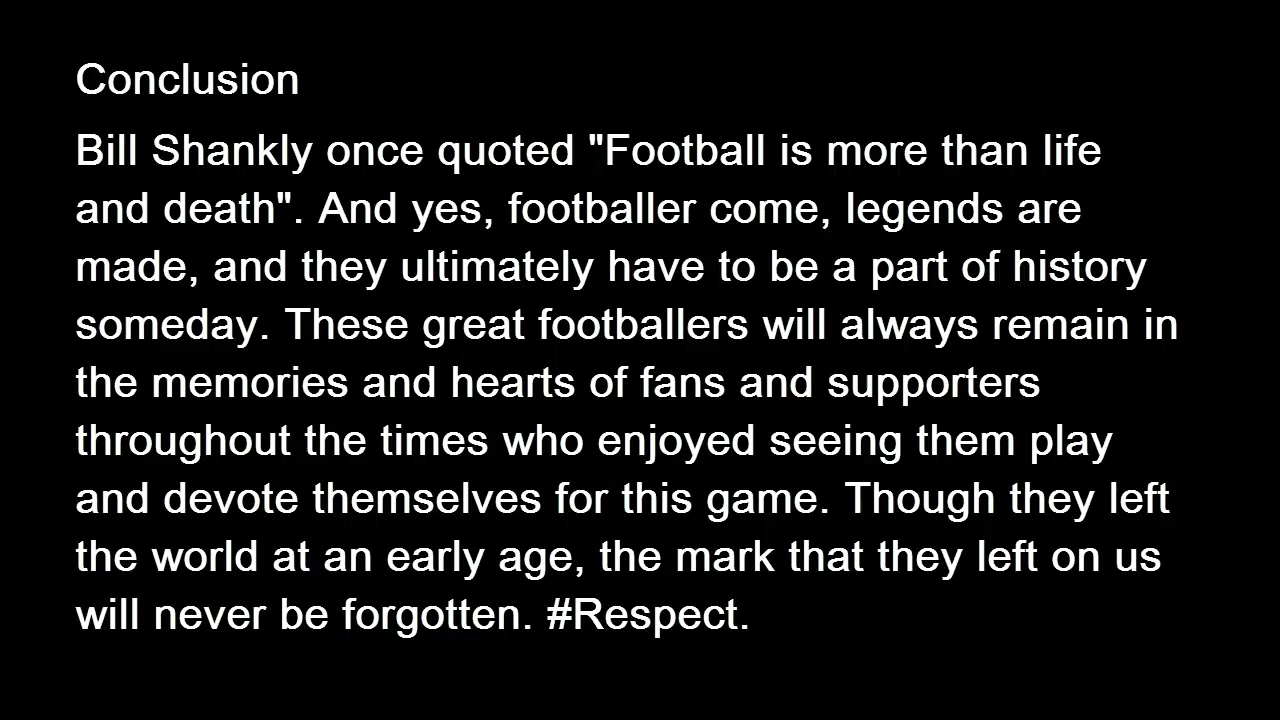 Conclusion
Bill Shankly once quoted "Football is more than life
and death". And yes, footballer come, legends are
made, and they ultimately have to be a part of history
someday. These great footballers will always remain in
the memories and hearts of fans and supporters
throughout the times who enjoyed seeing them play
and devote themselves for this game. Though they left
the world at an early age, the mark that they left on us
will never be forgotten. #Respect.